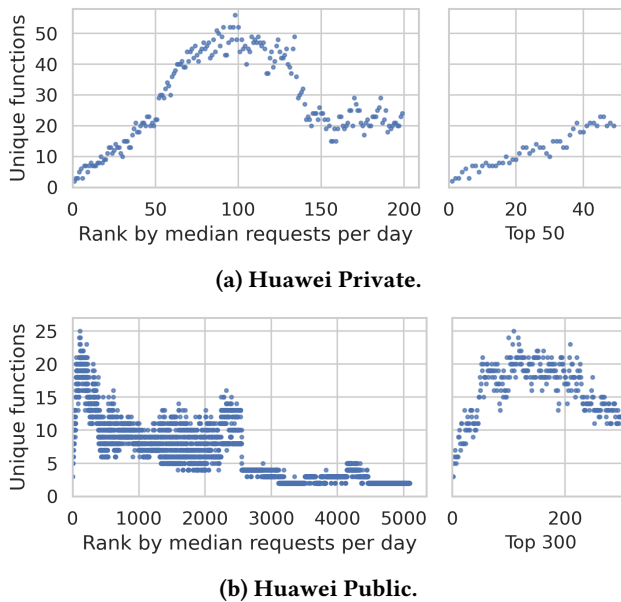 Unique functions
50
40
30
20
10
0
0 50 100 150 200
Rank by median requests per day
0 20 40
Top 50
(a) Huawei Private.
Unique functions
25
20
15
10
5
0
0 1000 2000 3000 4000 5000
Rank by median requests per day
0 200
Top 300
(b) Huawei Public.